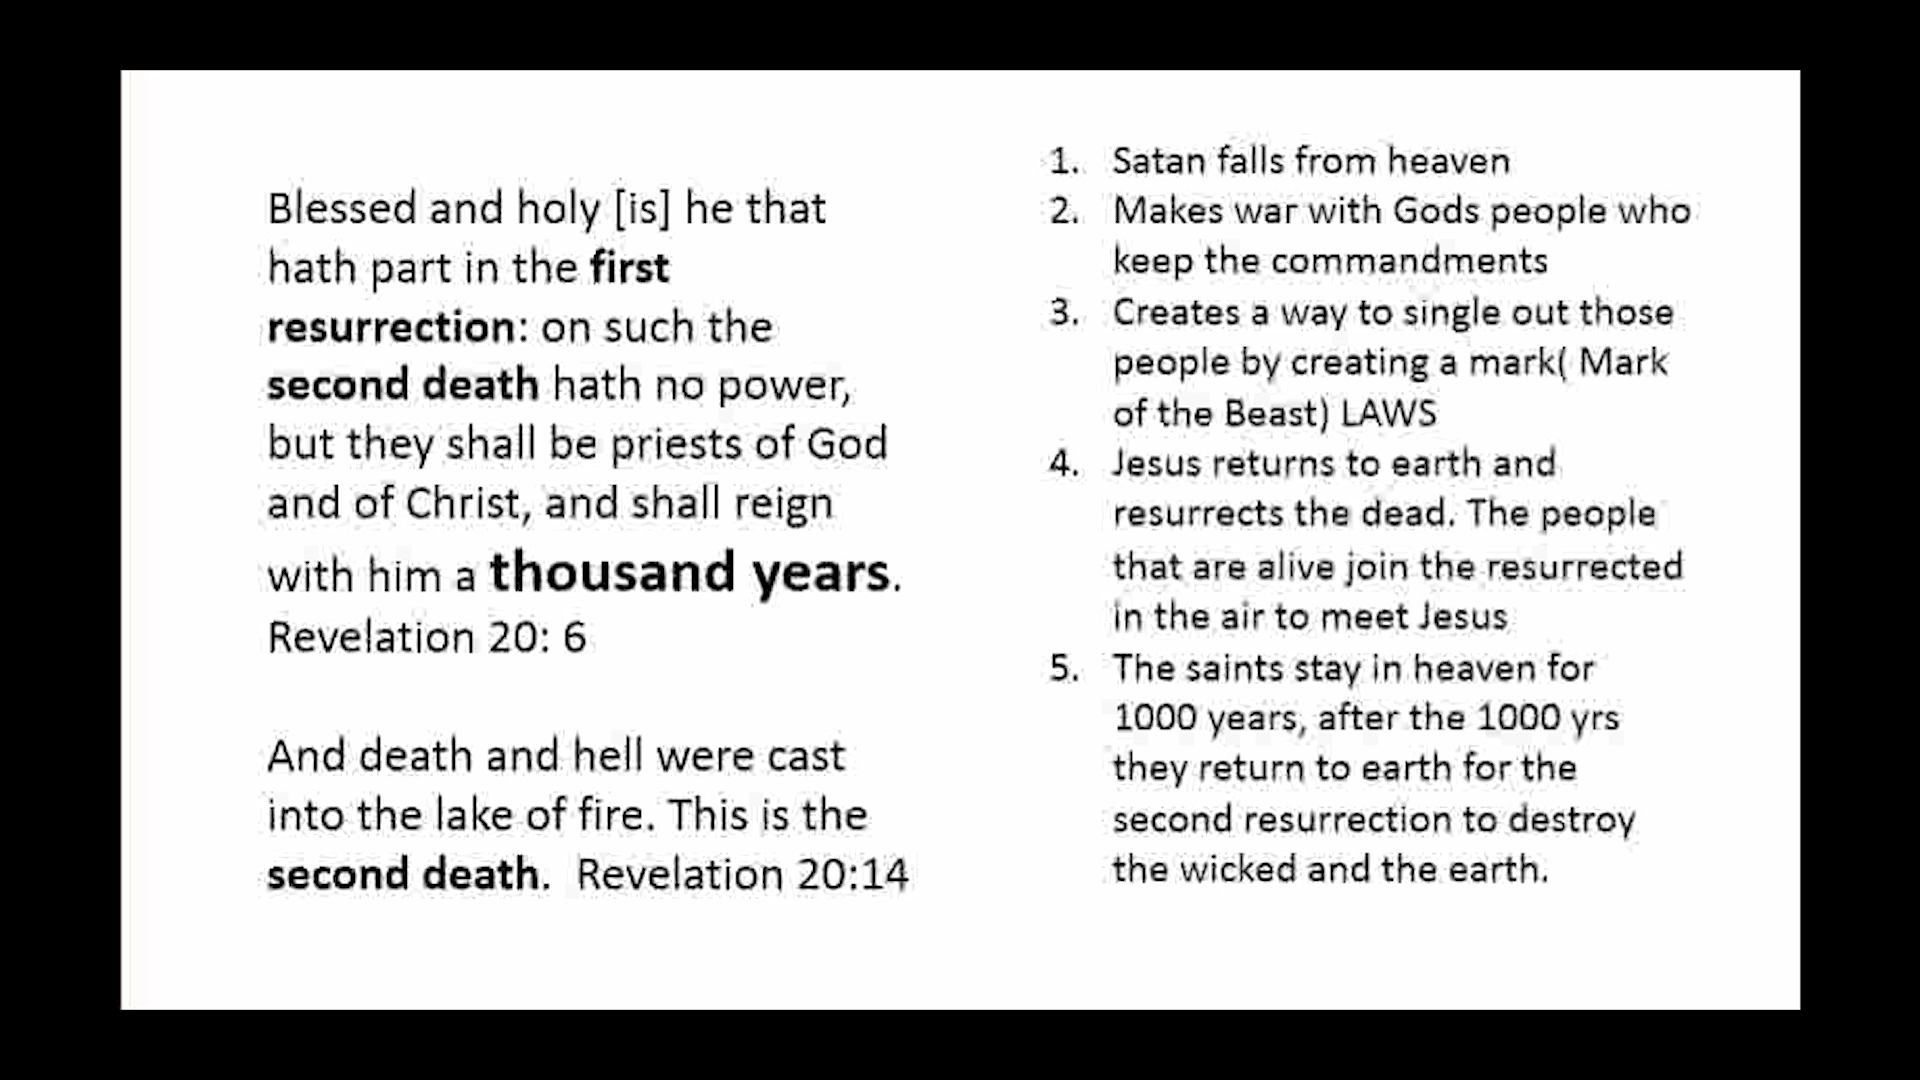 Blessed and holy [is] he that
hath part in the first
resurrection: on such the
second death hath no power,
but they shall be priests of God
and of Christ, and shall reign
with him a thousand years.
Revelation 20: 6
And death and hell were cast
into the lake of fire. This is the
second death. Revelation 20:14
1. Satan falls from heaven
2. Makes war with Gods people who
keep the commandments
3. Creates a way to single out those
people by creating a mark( Mark
of the Beast) LAWS
4. Jesus returns to earth and
resurrects the dead. The people
that are alive join the resurrected
in the air to meet Jesus
5. The saints stay in heaven for
1000 years, after the 1000 yrs
they return to earth for the
second resurrection to destroy
the wicked and the earth.